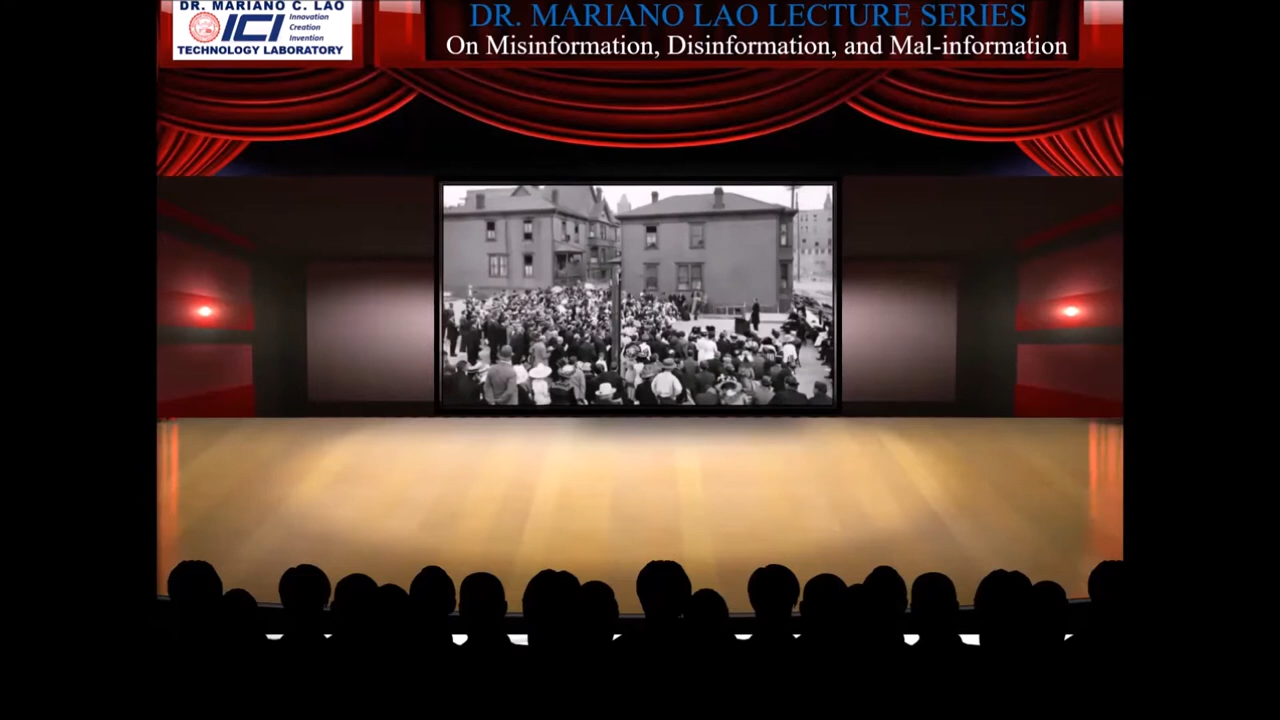 DR. MARIANO C. LAO
ICI
Innovation
Creation
Invention
TECHNOLOGY LABORATORY
DR. MARIANO LAO LECTURE SERIES
On Misinformation, Disinformation, and Mal-information